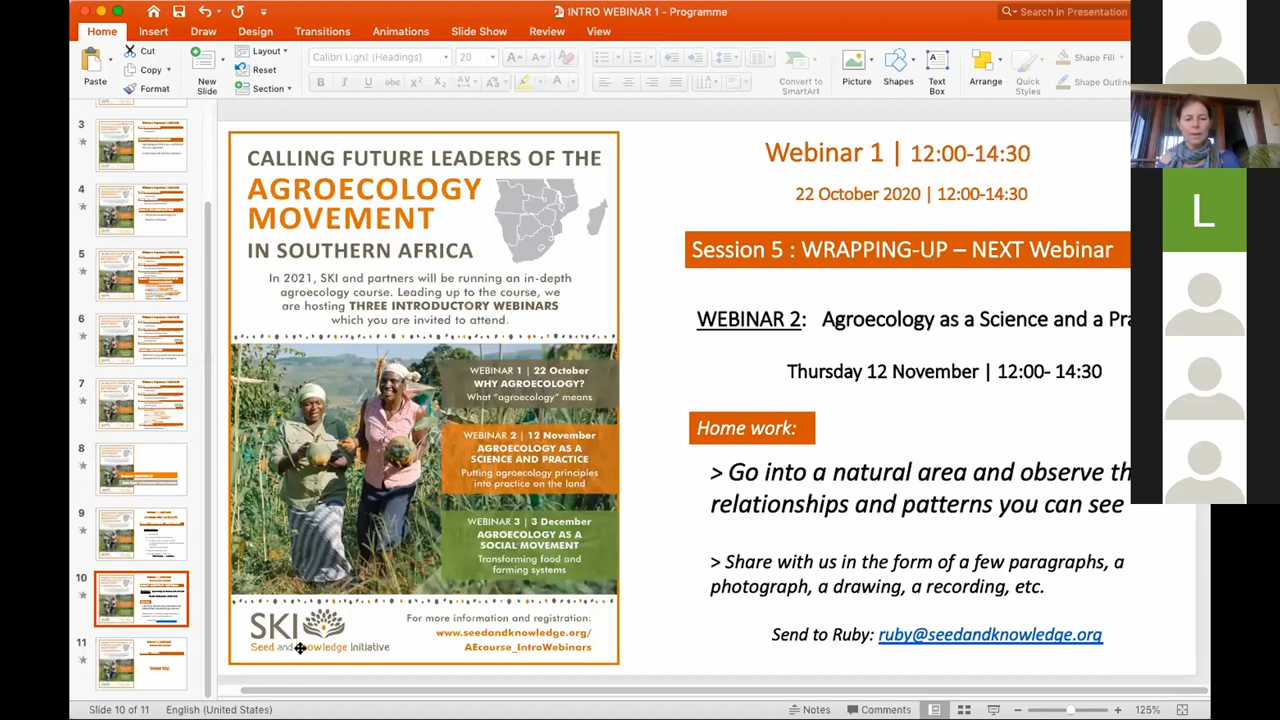 INTRO WEBINAR 1 - Programme
Search in Presentation
Home Insert Draw Design Transitions Animations Slide Show Review View
Paste
Cut
Copy
Format
New Slide
Layout
Reset
Section
Calibri Light (Headings)
20
Convert to SmartArt
Picture
Shapes
Text Box
Arrange
Quick Styles
Shape Fill
Shape Outline
3
4
5
6
7
8
9
10
11
CALLING FUTURE LEADERS OF THE
AGROECOLOGY
MOVEMENT
IN SOUTHERN AFRICA
In 2021, SKI and partners will be running an in-depth
agroecology course. Leading up to the course, we
are hosting THREE INTRODUCTORY WEBINARS
which you are invited to attend.
WEBINAR 1 | 22 October
WHY AGROECOLOGY?
What "agroecology" means
WEBINAR 2 | 12 November
AGROECOLOGY AS A
SCIENCE AND PRACTICE
Putting agroecology principles
into practice on the land
WEBINAR 3 | 3 December
AGROECOLOGY AS A
SOCIAL MOVEMENT
Transforming food and
farming systems
SKI
Seed and Knowledge Initiative
For more information and registration:
www.seedandknowledge.org/
AEcourse_IntroWebinars
Webinar 1 | 12:00-14:30
22 October 2020 | 12:00-14:30
Session 5 : WRAPPING-UP – NEXT Webinar
WEBINAR 2: Agroecology as a Science and a Pra
Thursday 12 November | 12:00- 14:30
Home work:
> Go into a natural area and observe th
relationships and patterns you can see
> Share with us in the form of a few paragraphs, a
photograph, a drawing, a recording, etc.
Send to Ruby: ruby@seedandknowledge.org
L
Slide 10 of 11
English (United States)
Notes
Comments
125%